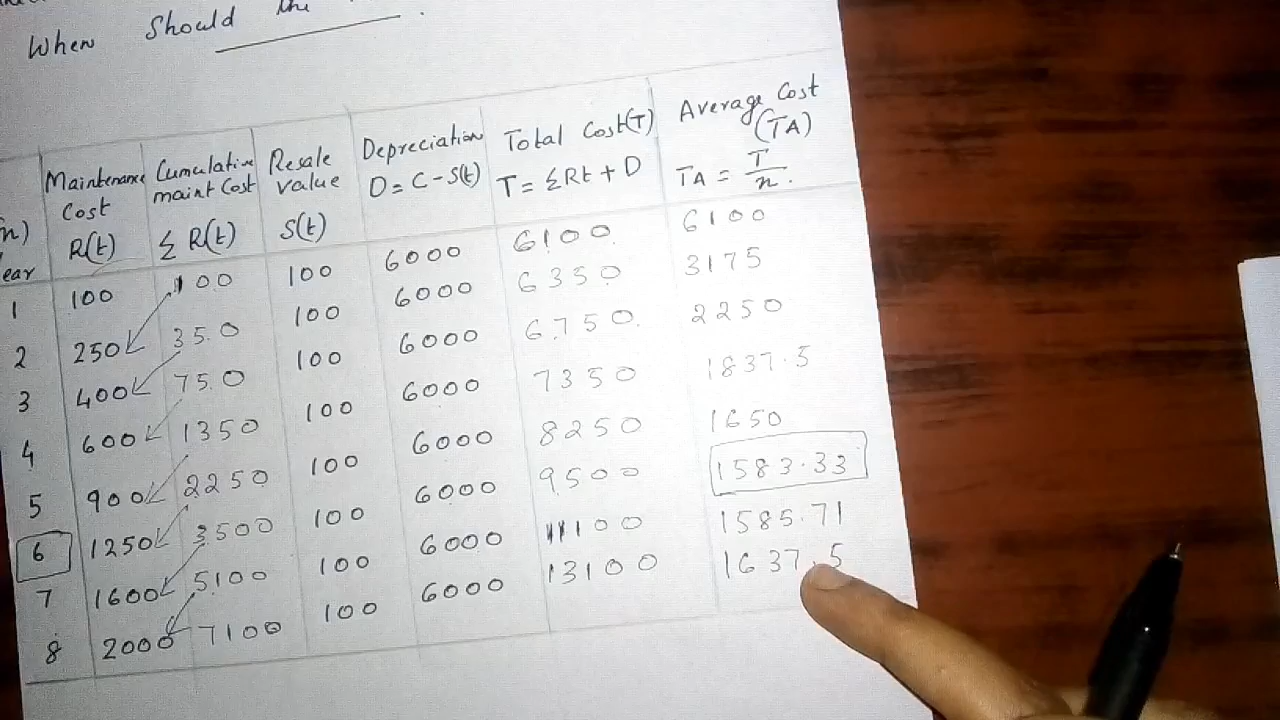 When Should the
(n) Year Maintenance Cost R(t) Cumulative maint Cost Σ R(t) Resale value S(t) Depreciation D = C - S(t) Total Cost(T) T = ΣRt + D Average Cost (TA) TA = T/n.
1 100 100 100 6000 6100 6100
2 250 350 100 6000 6350 3175
3 400 750 100 6000 6750 2250
4 600 1350 100 6000 7350 1837.5
5 900 2250 100 6000 8250 1650
6 1250 3500 100 6000 9500 1583.33
7 1600 5100 100 6000 11100 1585.71
8 2000 7100 100 6000 13100 1637.5